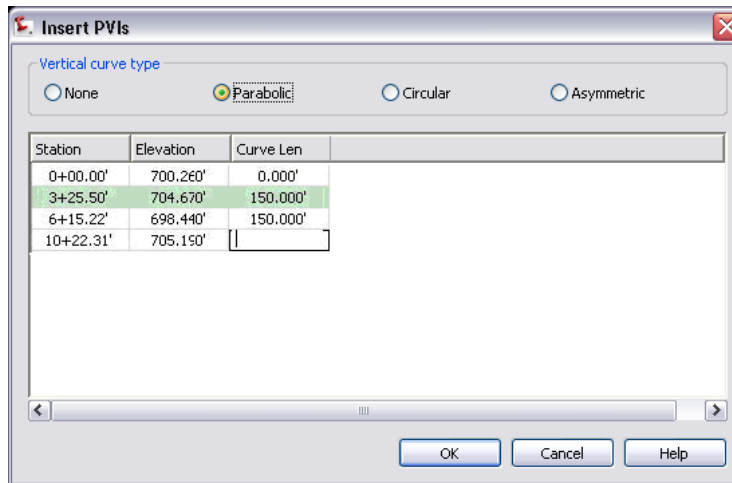 Insert PVIs
Vertical curve type
None Parabolic Circular Asymmetric
Station Elevation Curve Len
0+00.00' 700.260' 0.000'
3+25.50' 704.670' 150.000'
6+15.22' 698.440' 150.000'
10+22.31' 705.190'
OK Cancel Help